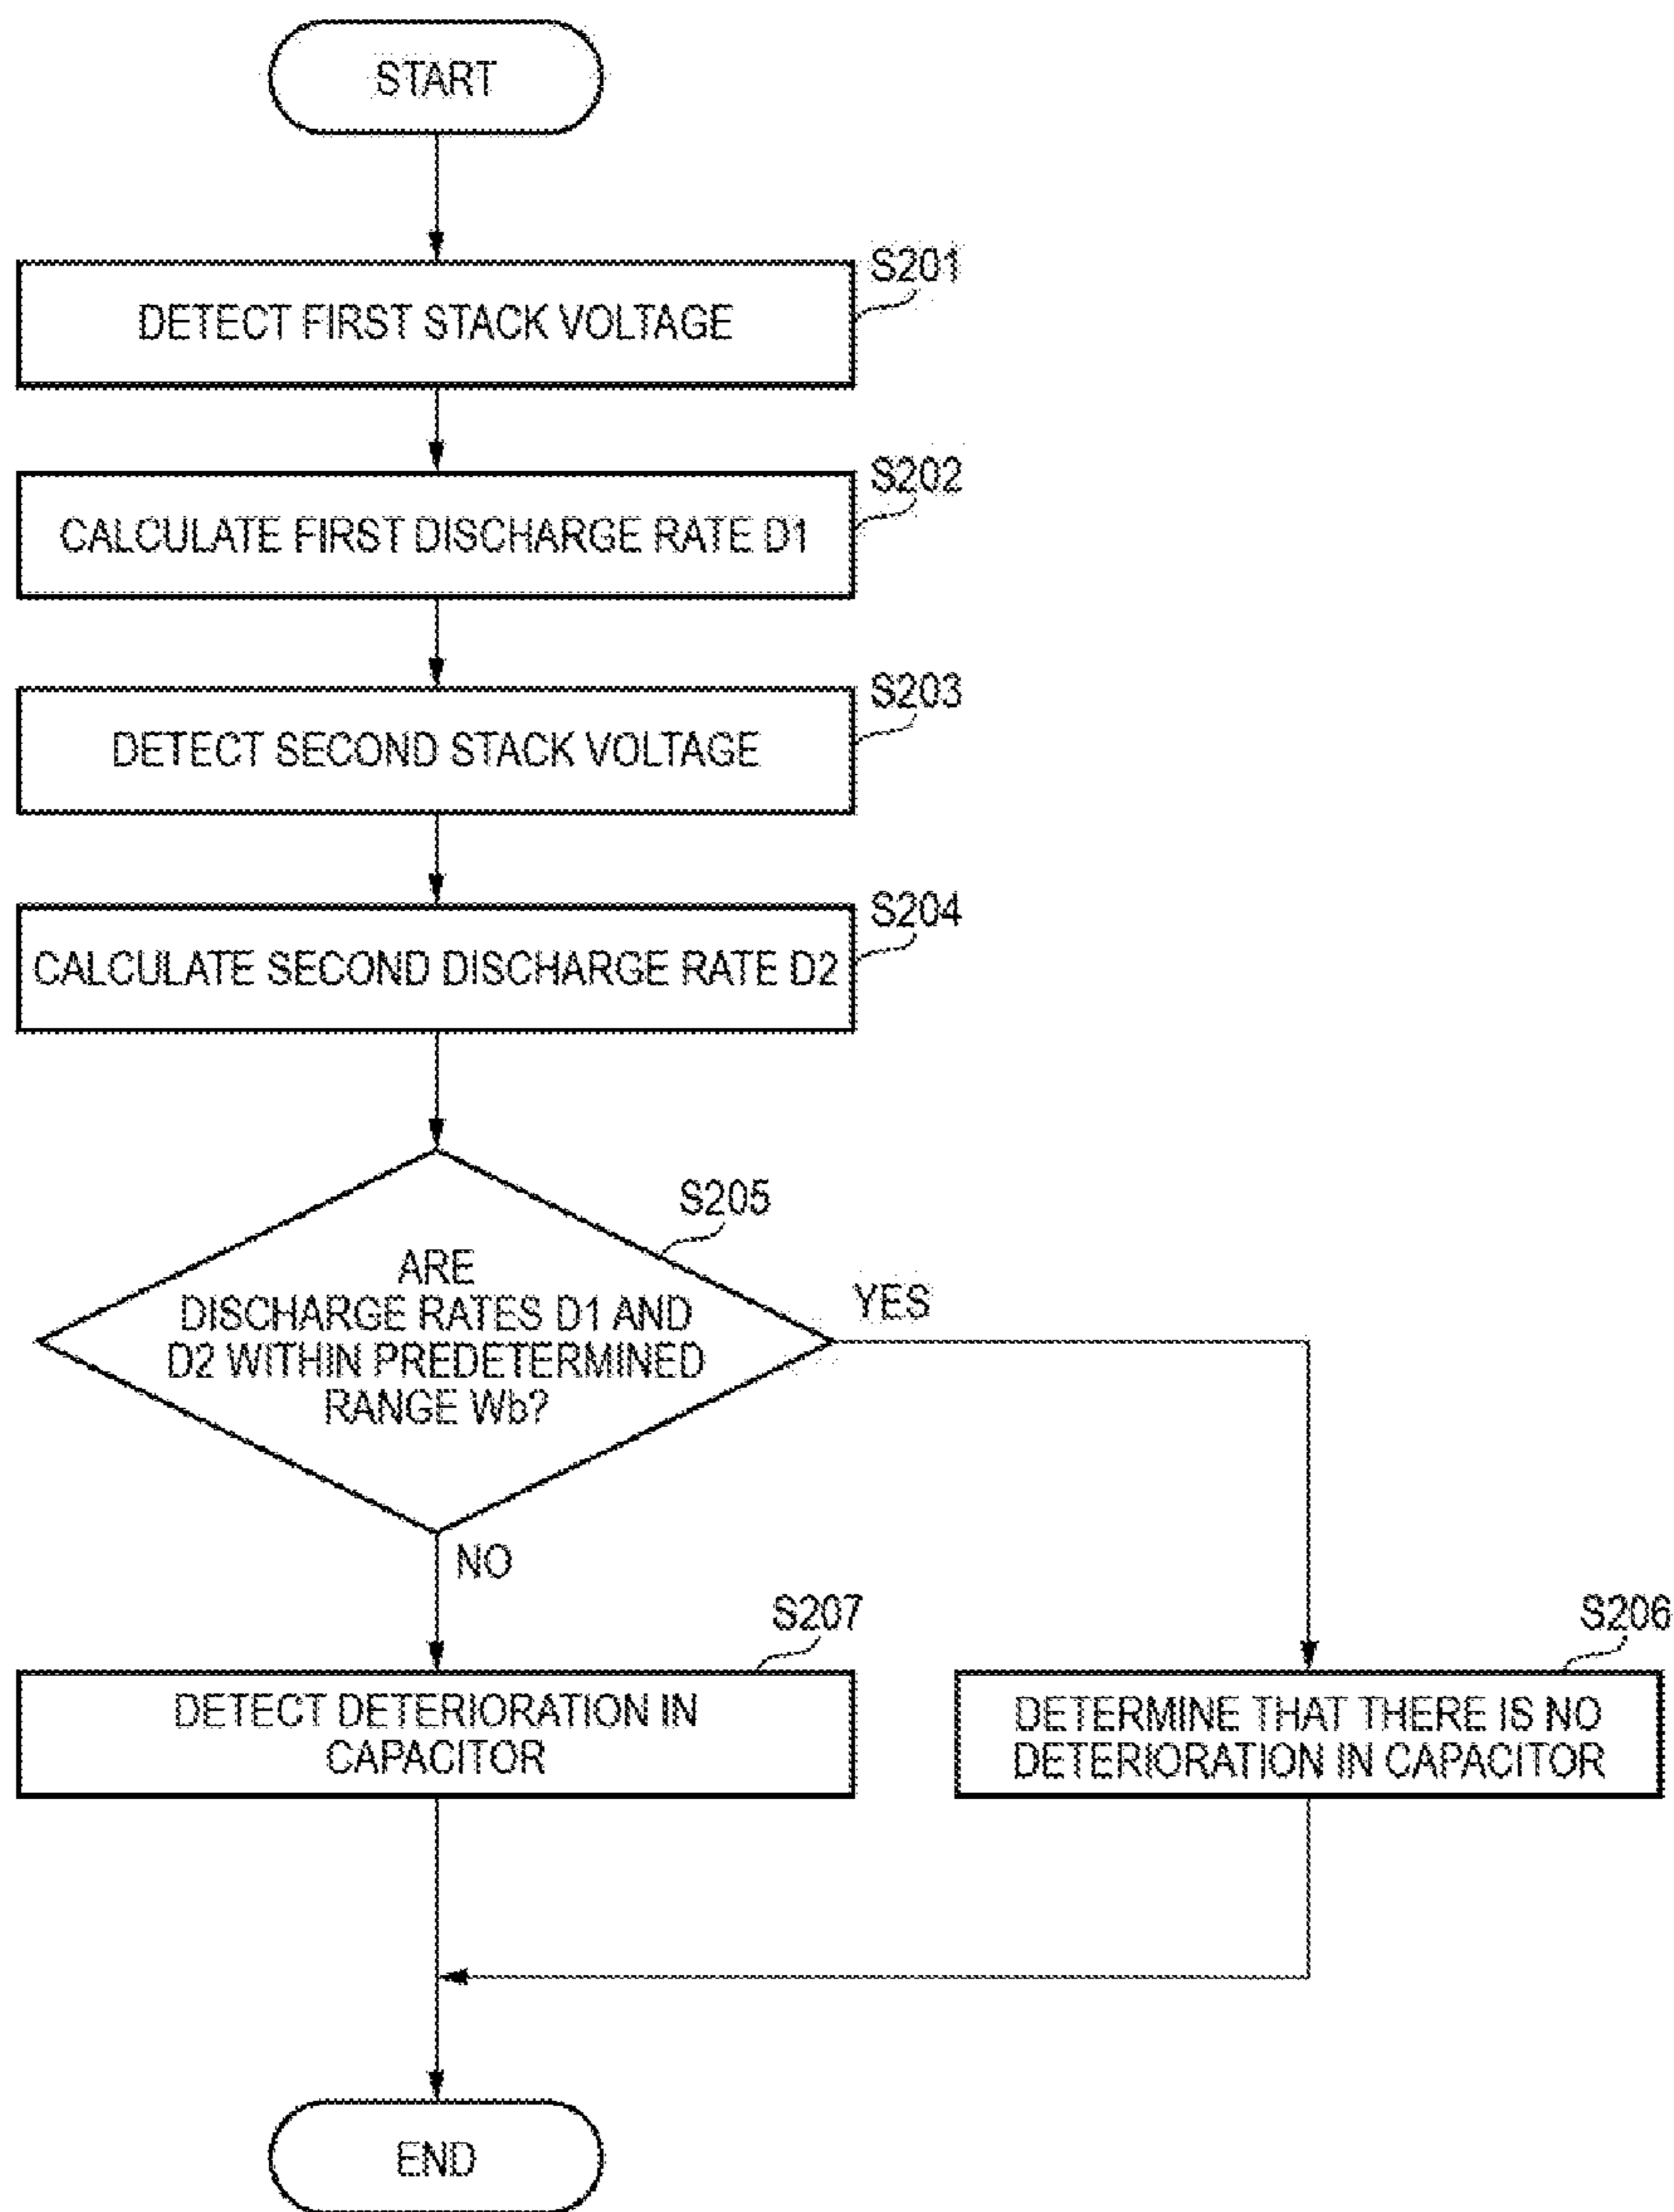 START
S201
DETECT FIRST STACK VOLTAGE
S202
CALCULATE FIRST DISCHARGE RATE D1
S203
DETECT SECOND STACK VOLTAGE
S204
CALCULATE SECOND DISCHARGE RATE D2
S205
ARE
DISCHARGE RATES D1 AND
D2 WITHIN PREDETERMINED
RANGE Wb?
YES
NO
S207
DETECT DETERIORATION IN
CAPACITOR
S206
DETERMINE THAT THERE IS NO
DETERIORATION IN CAPACITOR
END